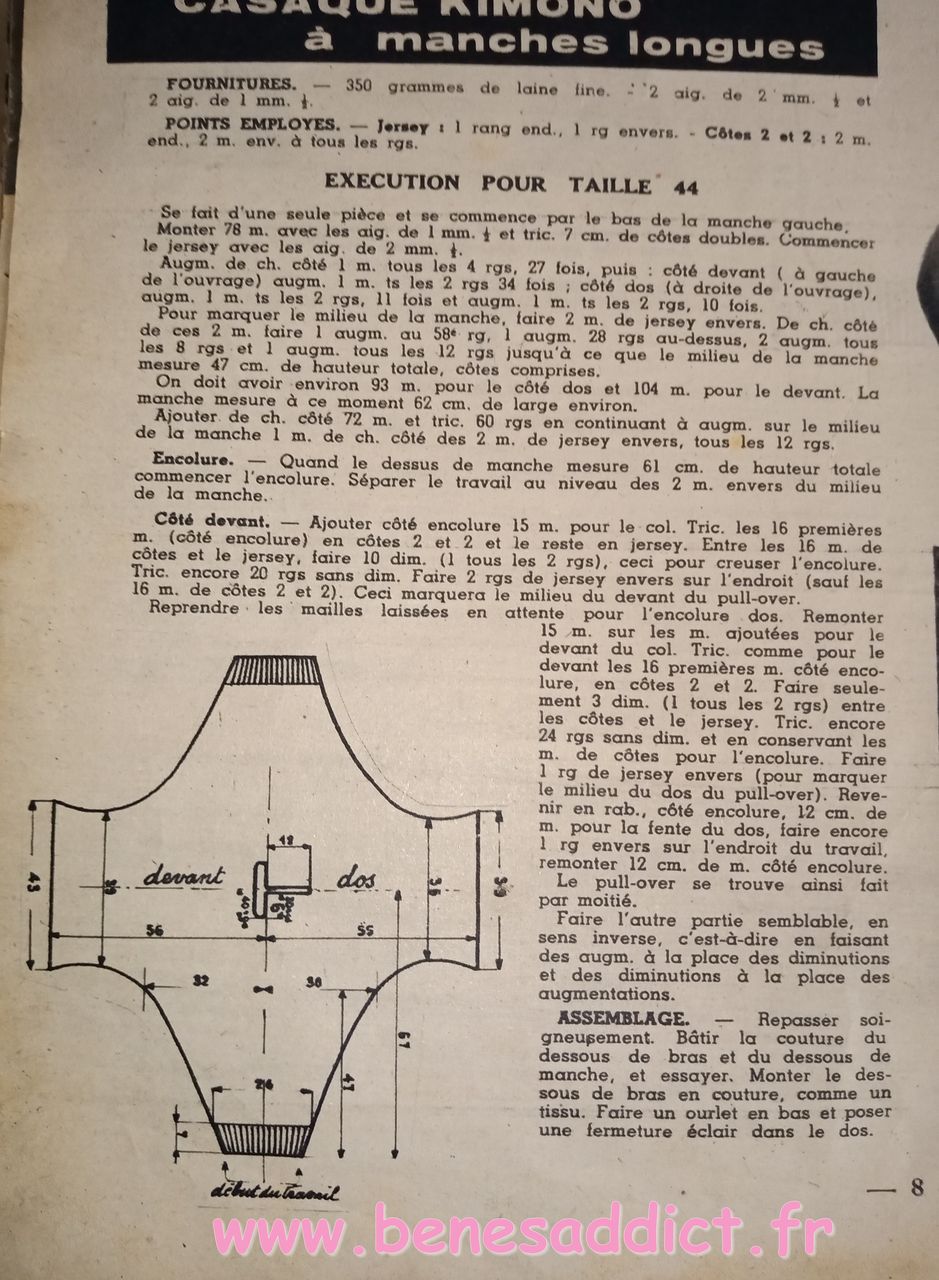 CASAQUE KIMONO
à manches longues
FOURNITURES. — 350 grammes de laine fine. - 2 aig. de 2 mm. ½ et
2 aig. de 1 mm. ½.
POINTS EMPLOYES. — Jersey : 1 rang end., 1 rg envers. - Côtes 2 et 2 : 2 m.
end., 2 m. env. à tous les rgs.
EXECUTION POUR TAILLE 44
Se fait d'une seule pièce et se commence par le bas de la manche gauche.
Monter 78 m. avec les aig. de 1 mm. ½ et tric. 7 cm. de côtes doubles. Commencer
le jersey avec les aig. de 2 mm. ½.
Augm. de ch. côté 1 m. tous les 4 rgs, 27 fois, puis : côté devant ( à gauche
de l'ouvrage) augm. 1 m. ts les 2 rgs 34 fois ; côté dos (à droite de l'ouvrage),
augm. 1 m. ts les 2 rgs, 11 fois et augm. 1 m. ts les 2 rgs, 10 fois.
Pour marquer le milieu de la manche, faire 2 m. de jersey envers. De ch. côté
de ces 2 m. faire 1 augm. au 58e rg, 1 augm. 28 rgs au-dessus, 2 augm. tous
les 8 rgs et 1 augm. tous les 12 rgs jusqu'à ce que le milieu de la manche
mesure 47 cm. de hauteur totale, côtes comprises.
On doit avoir environ 93 m. pour le côté dos et 104 m. pour le devant. La
manche mesure à ce moment 62 cm. de large environ.
Ajouter de ch. côté 72 m. et tric. 60 rgs en continuant à augm. sur le milieu
de la manche 1 m. de ch. côté des 2 m. de jersey envers, tous les 12 rgs.
Encolure. — Quand le dessus de manche mesure 61 cm. de hauteur totale
commencer l'encolure. Séparer le travail au niveau des 2 m. envers du milieu
de la manche.
Côté devant. — Ajouter côté encolure 15 m. pour le col. Tric. les 16 premières
m. (côté encolure) en côtes 2 et 2 et le reste en jersey. Entre les 16 m. de
côtes et le jersey, faire 10 dim. (1 tous les 2 rgs), ceci pour creuser l'encolure.
Tric. encore 20 rgs sans dim. Faire 2 rgs de jersey envers sur l'endroit (sauf les
16 m. de côtes 2 et 2). Ceci marquera le milieu du devant du pull-over.
Reprendre les mailles laissées en attente pour l'encolure dos. Remonter
15 m. sur les m. ajoutées pour le
devant du col. Tric. comme pour le
devant les 16 premières m. côté enco-
lure, en côtes 2 et 2. Faire seule-
ment 3 dim. (1 tous les 2 rgs) entre
les côtes et le jersey. Tric. encore
24 rgs sans dim. et en conservant les
m. de côtes pour l'encolure. Faire
1 rg de jersey envers (pour marquer
le milieu du dos du pull-over). Reve-
nir en rab., côté encolure, 12 cm. de
m. pour la fente du dos, faire encore
1 rg envers sur l'endroit du travail,
remonter 12 cm. de m. côté encolure.
Le pull-over se trouve ainsi fait
par moitié.
Faire l'autre partie semblable, en
sens inverse, c'est-à-dire en faisant
des augm. à la place des diminutions
et des diminutions à la place des
augmentations.
ASSEMBLAGE. — Repasser soi-
gneusement. Bâtir la couture du
dessous de bras et du dessous de
manche, et essayer. Monter le des-
sous de bras en couture, comme un
tissu. Faire un ourlet en bas et poser
une fermeture éclair dans le dos.
12
devant
dos
43
39
36
39
56
55
32
30
61
47
26
début du travail
— 8
www.benesaddict.fr